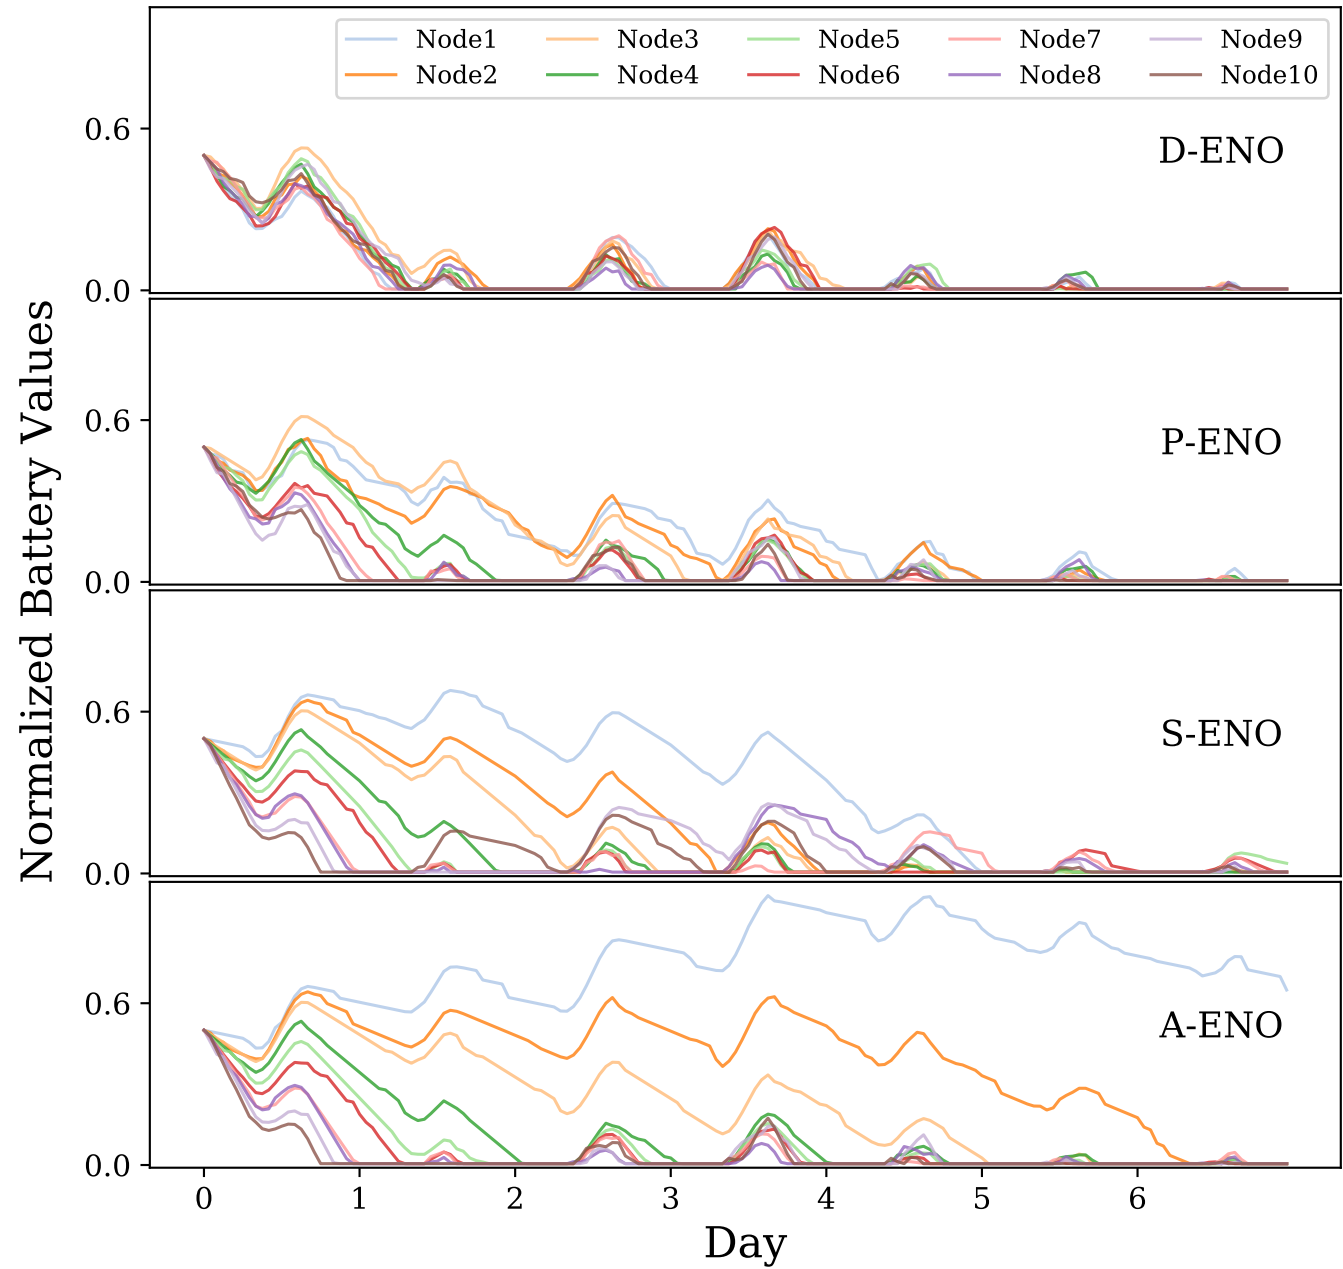 Node1 Node3 Node5 Node7 Node9
Node2 Node4 Node6 Node8 Node10
0.6
D-ENO
0.0
0.6
P-ENO
0.0
Normalized Battery Values
0.6
S-ENO
0.0
0.6
A-ENO
0.0
0 1 2 3 4 5 6
Day